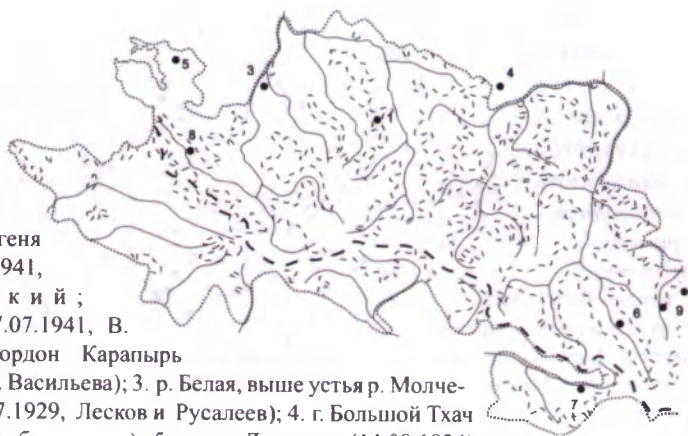 5
3
4
1
8
геня
941,
кий;
7.07.1941, В.
ордон Карапырь
. Васильева); 3. р. Белая, выше устья р. Молче-
7.1929, Лесков и Русалеев); 4. г. Большой Тхач
6
9
7